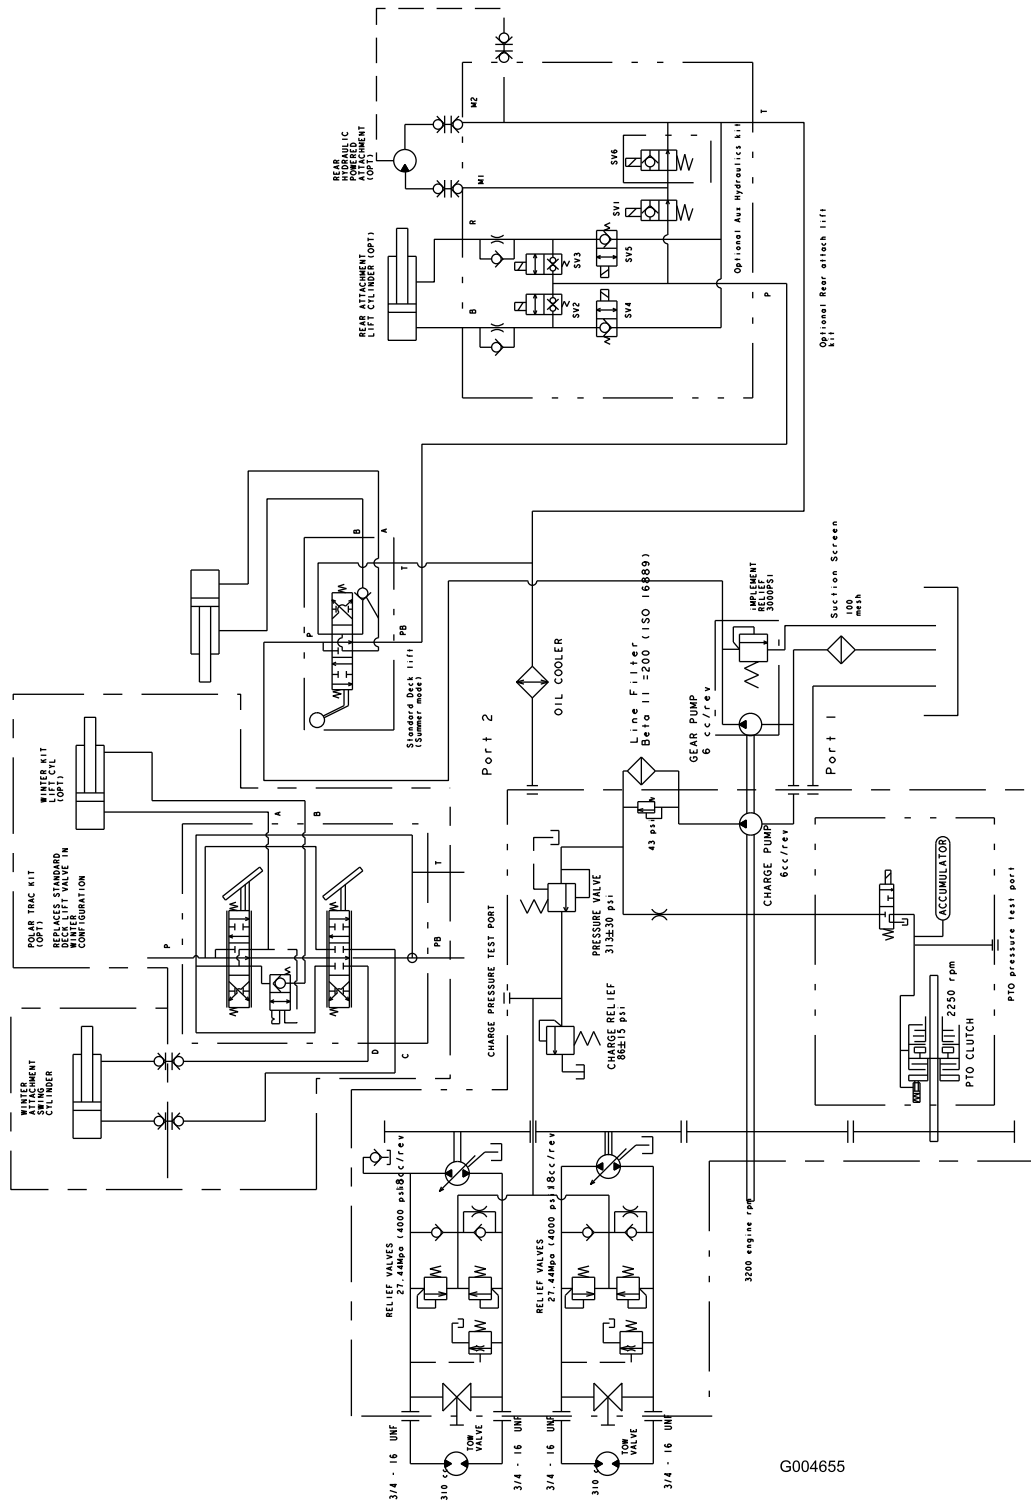 M2
T
REAR
HYDRAULIC
POWERED
ATTACHMENT
(OPT)
M1
SV6
SV1
Optional Aux Hydraulics kit
R
REAR ATTACHMENT
LIFT CYLINDER (OPT)
SV3
SV5
B
SV2
SV4
P
Optional Rear attach lift
kit
B
A
T
P
PB
Standard Deck lift
(Summer mode)
IMPLEMENT
RELIEF
3000PSI
Suction Screen
100
mesh
OIL COOLER
Line Filter
Beta 11 =200 (ISO 16889)
GEAR PUMP
6 cc/rev
Port 2
Port 1
WINTER KIT
LIFT CYL
(OPT)
A
B
POLAR TRAC KIT
(OPT)
REPLACES STANDARD
DECK LIFT VALVE IN
WINTER
CONFIGURATION
P
T
PB
43 psi
CHARGE PUMP
6cc/rev
PRESSURE VALVE
313±30 psi
ACCUMULATOR
CHARGE PRESSURE TEST PORT
PTO pressure test port
CHARGE RELIEF
86±15 psi
2250 rpm
PTO CLUTCH
WINTER
ATTACHMENT
SWING
CYLINDER
D
C
18cc/rev
18cc/rev
RELIEF VALVES
27.44Mpa (4000 psi)
RELIEF VALVES
27.44Mpa (4000 psi)
3200 engine rpm
3/4 - 16 UNF
TOW
VALVE
310 cc
3/4 - 16 UNF
3/4 - 16 UNF
TOW
VALVE
310 c
3/4 - 16 UNF
G004655